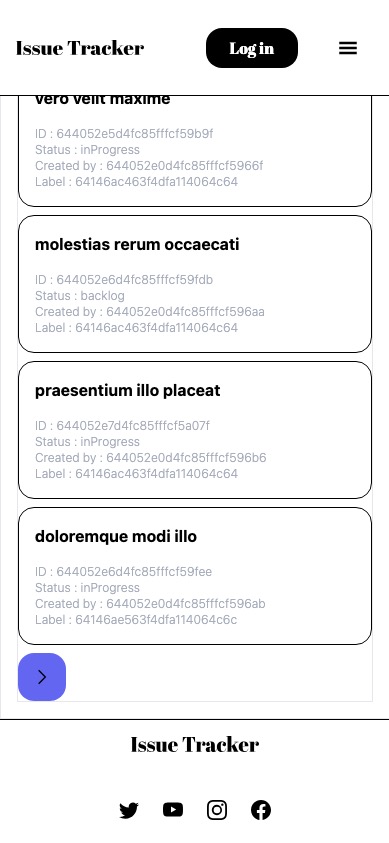 Issue Tracker
Log in
vero velit maxime
ID : 644052e5d4fc85fffcf59b9f
Status : inProgress
Created by : 644052e0d4fc85fffcf5966f
Label : 64146ac463f4dfa114064c64
molestias rerum occaecati
ID : 644052e6d4fc85fffcf59fdb
Status : backlog
Created by : 644052e0d4fc85fffcf596aa
Label : 64146ac463f4dfa114064c64
praesentium illo placeat
ID : 644052e7d4fc85fffcf5a07f
Status : inProgress
Created by : 644052e0d4fc85fffcf596b6
Label : 64146ac463f4dfa114064c64
doloremque modi illo
ID : 644052e6d4fc85fffcf59fee
Status : inProgress
Created by : 644052e0d4fc85fffcf596ab
Label : 64146ae563f4dfa114064c6c
Issue Tracker